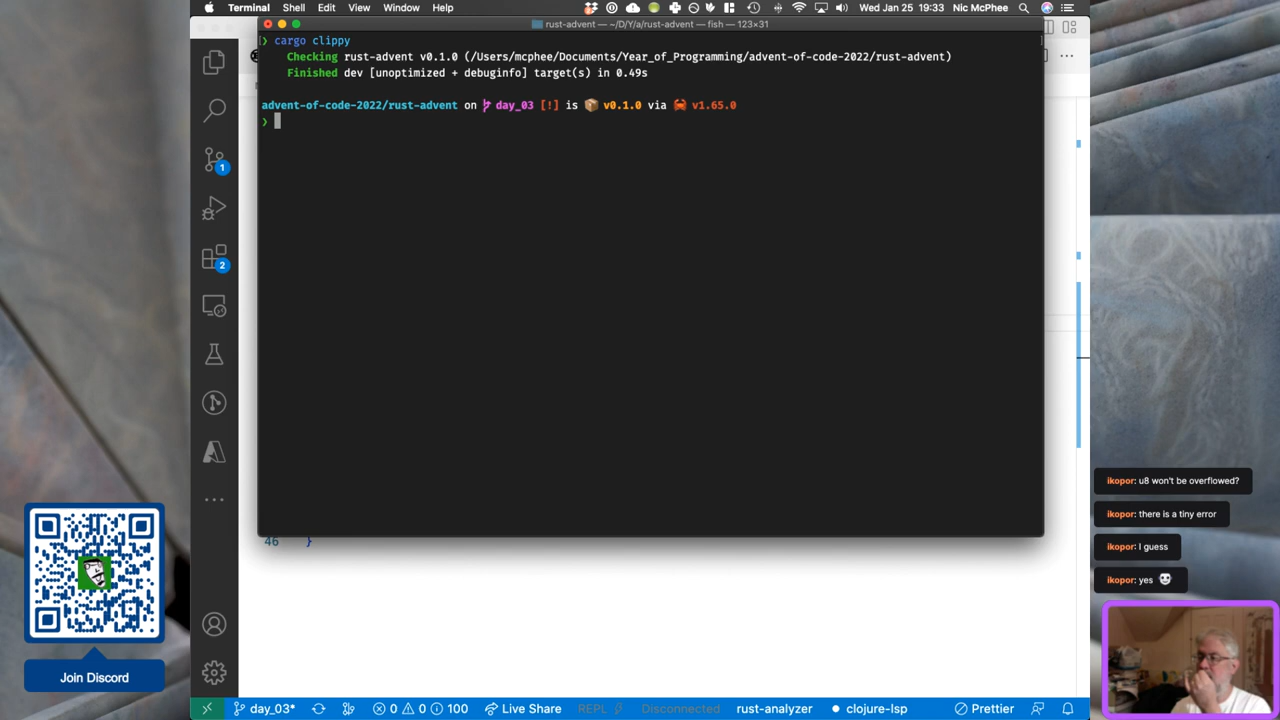 Terminal Shell Edit View Window Help Wed Jan 25 19:33 Nic McPhee
rust-advent — ~/D/Y/a/rust-advent — fish — 123×31
❯ cargo clippy
Checking rust-advent v0.1.0 (/Users/mcphee/Documents/Year_of_Programming/advent-of-code-2022/rust-advent)
Finished dev [unoptimized + debuginfo] target(s) in 0.49s
advent-of-code-2022/rust-advent on day_03 [!] is 📦 v0.1.0 via 🦀 v1.65.0
❯
1
2
46 }
ikopor: u8 won't be overflowed?
ikopor: there is a tiny error
ikopor: I guess
ikopor: yes
Join Discord
day_03* 0 0 100 Live Share REPL Disconnected rust-analyzer clojure-lsp Prettier